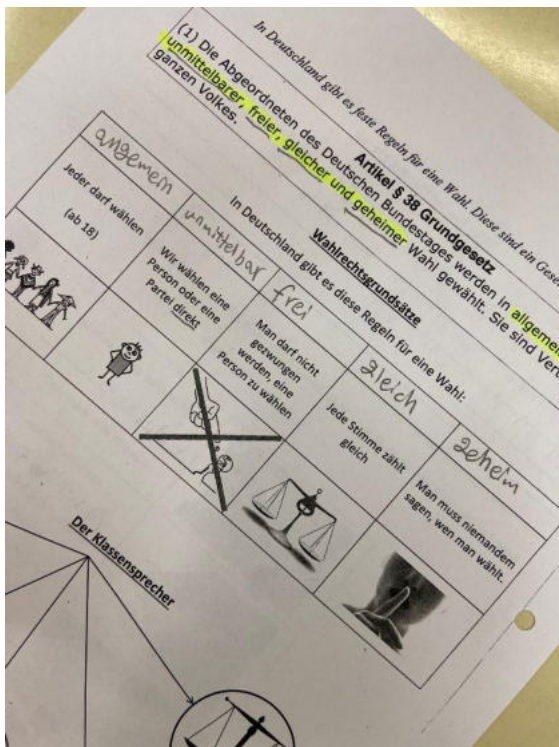 In Deutschland gibt es feste Regeln für eine Wahl. Diese sind ein
Artikel § 38 Grundgesetz
(1) Die Abgeordneten des Deutschen Bundestages werden in
unmittelbarer, freier, gleicher und geheimer Wahl gewählt. Sie sind
ganzen Volkes.
Wahlrechtsgrundsätze
In Deutschland gibt es diese Regeln für eine Wahl:
angemein
unmittelbar
frei
gleich
geheim
Jeder darf wählen
(ab 18)
Wir wählen eine
Person oder eine
Partei direkt
Man darf nicht
gezwungen
werden, eine
Person zu wählen
Jede Stimme zählt
gleich
Man muss niemandem
sagen, wen man wählt.
Der Klassensprecher